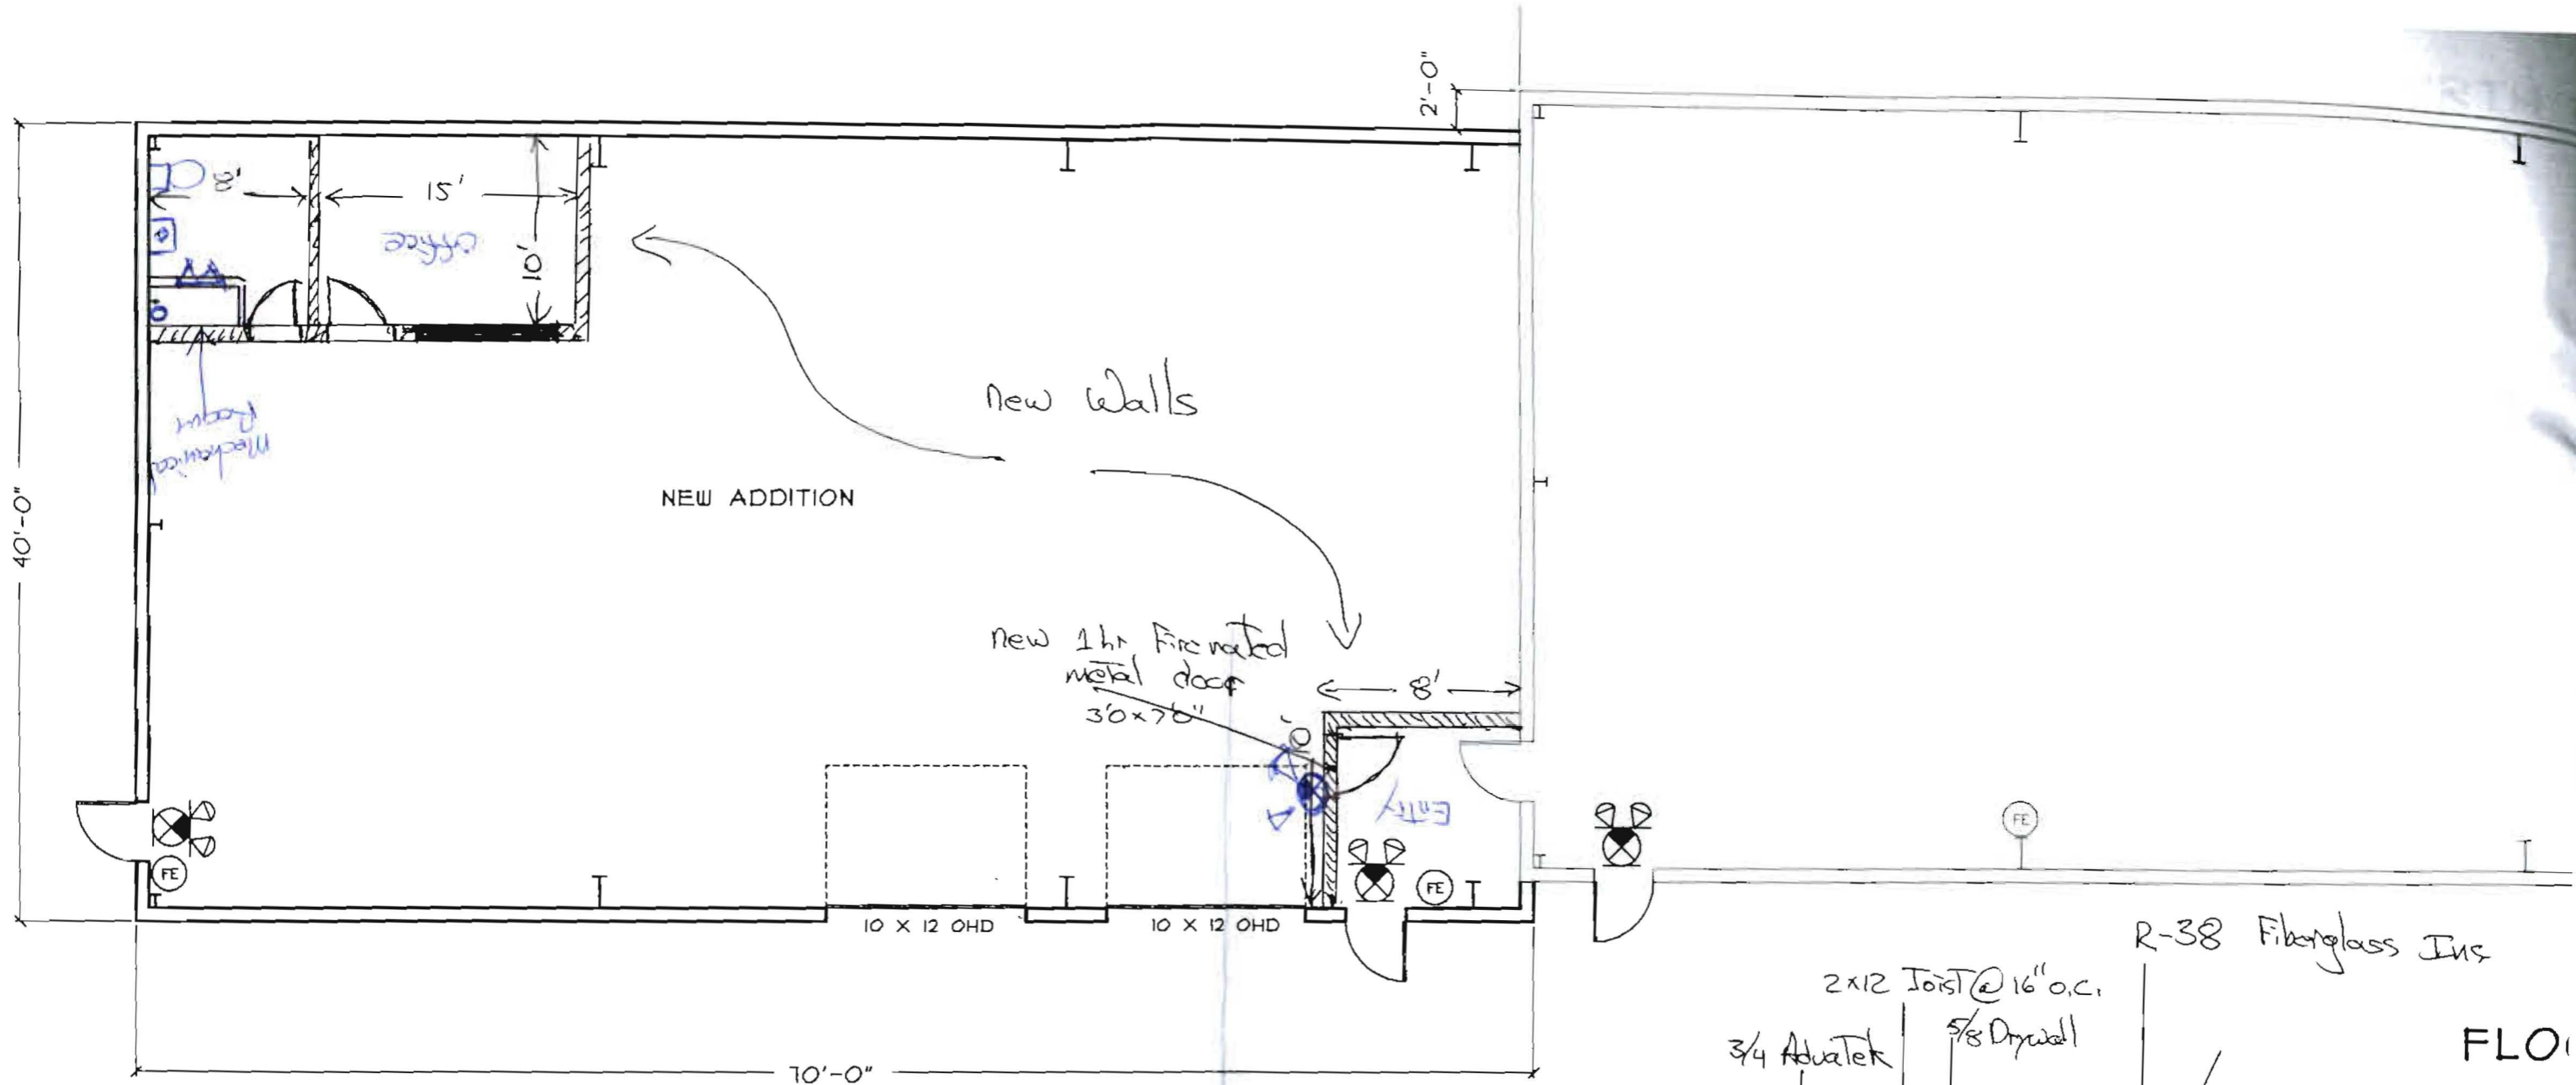 2'-0"
8'
15'
Office
10'
Mechanical
Room
new Walls
40'-0"
NEW ADDITION
new 1hr Fire rated
metal door
3'0x7'0"
8'
Entry
FE
FE
FE
10 X 12 OHD
10 X 12 OHD
R-38 Fiberglass Ins
2x12 Joist @ 16" o.c.
5/8 Drywall
3/4 AdvaTek
70'-0"